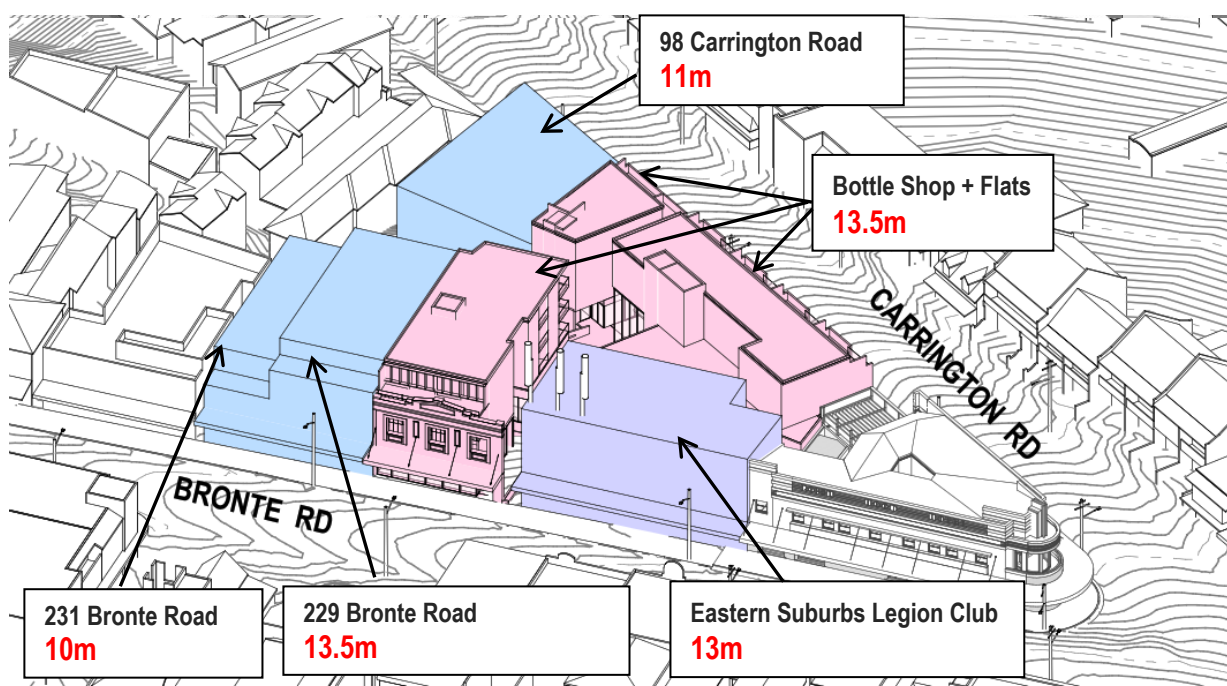 98 Carrington Road
11m
Bottle Shop + Flats
13.5m
CARRINGTON RD
BRONTE RD
231 Bronte Road
10m
229 Bronte Road
13.5m
Eastern Suburbs Legion Club
13m